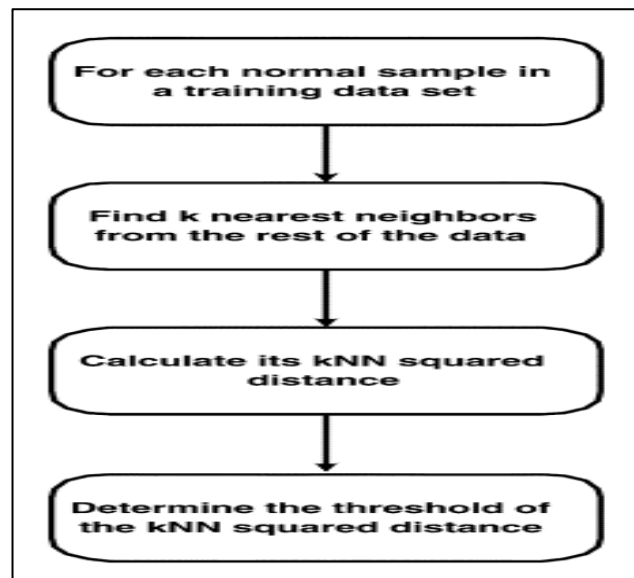 For each normal sample in
a training data set
Find k nearest neighbors
from the rest of the data
Calculate its kNN squared
distance
Determine the threshold of
the kNN squared distance